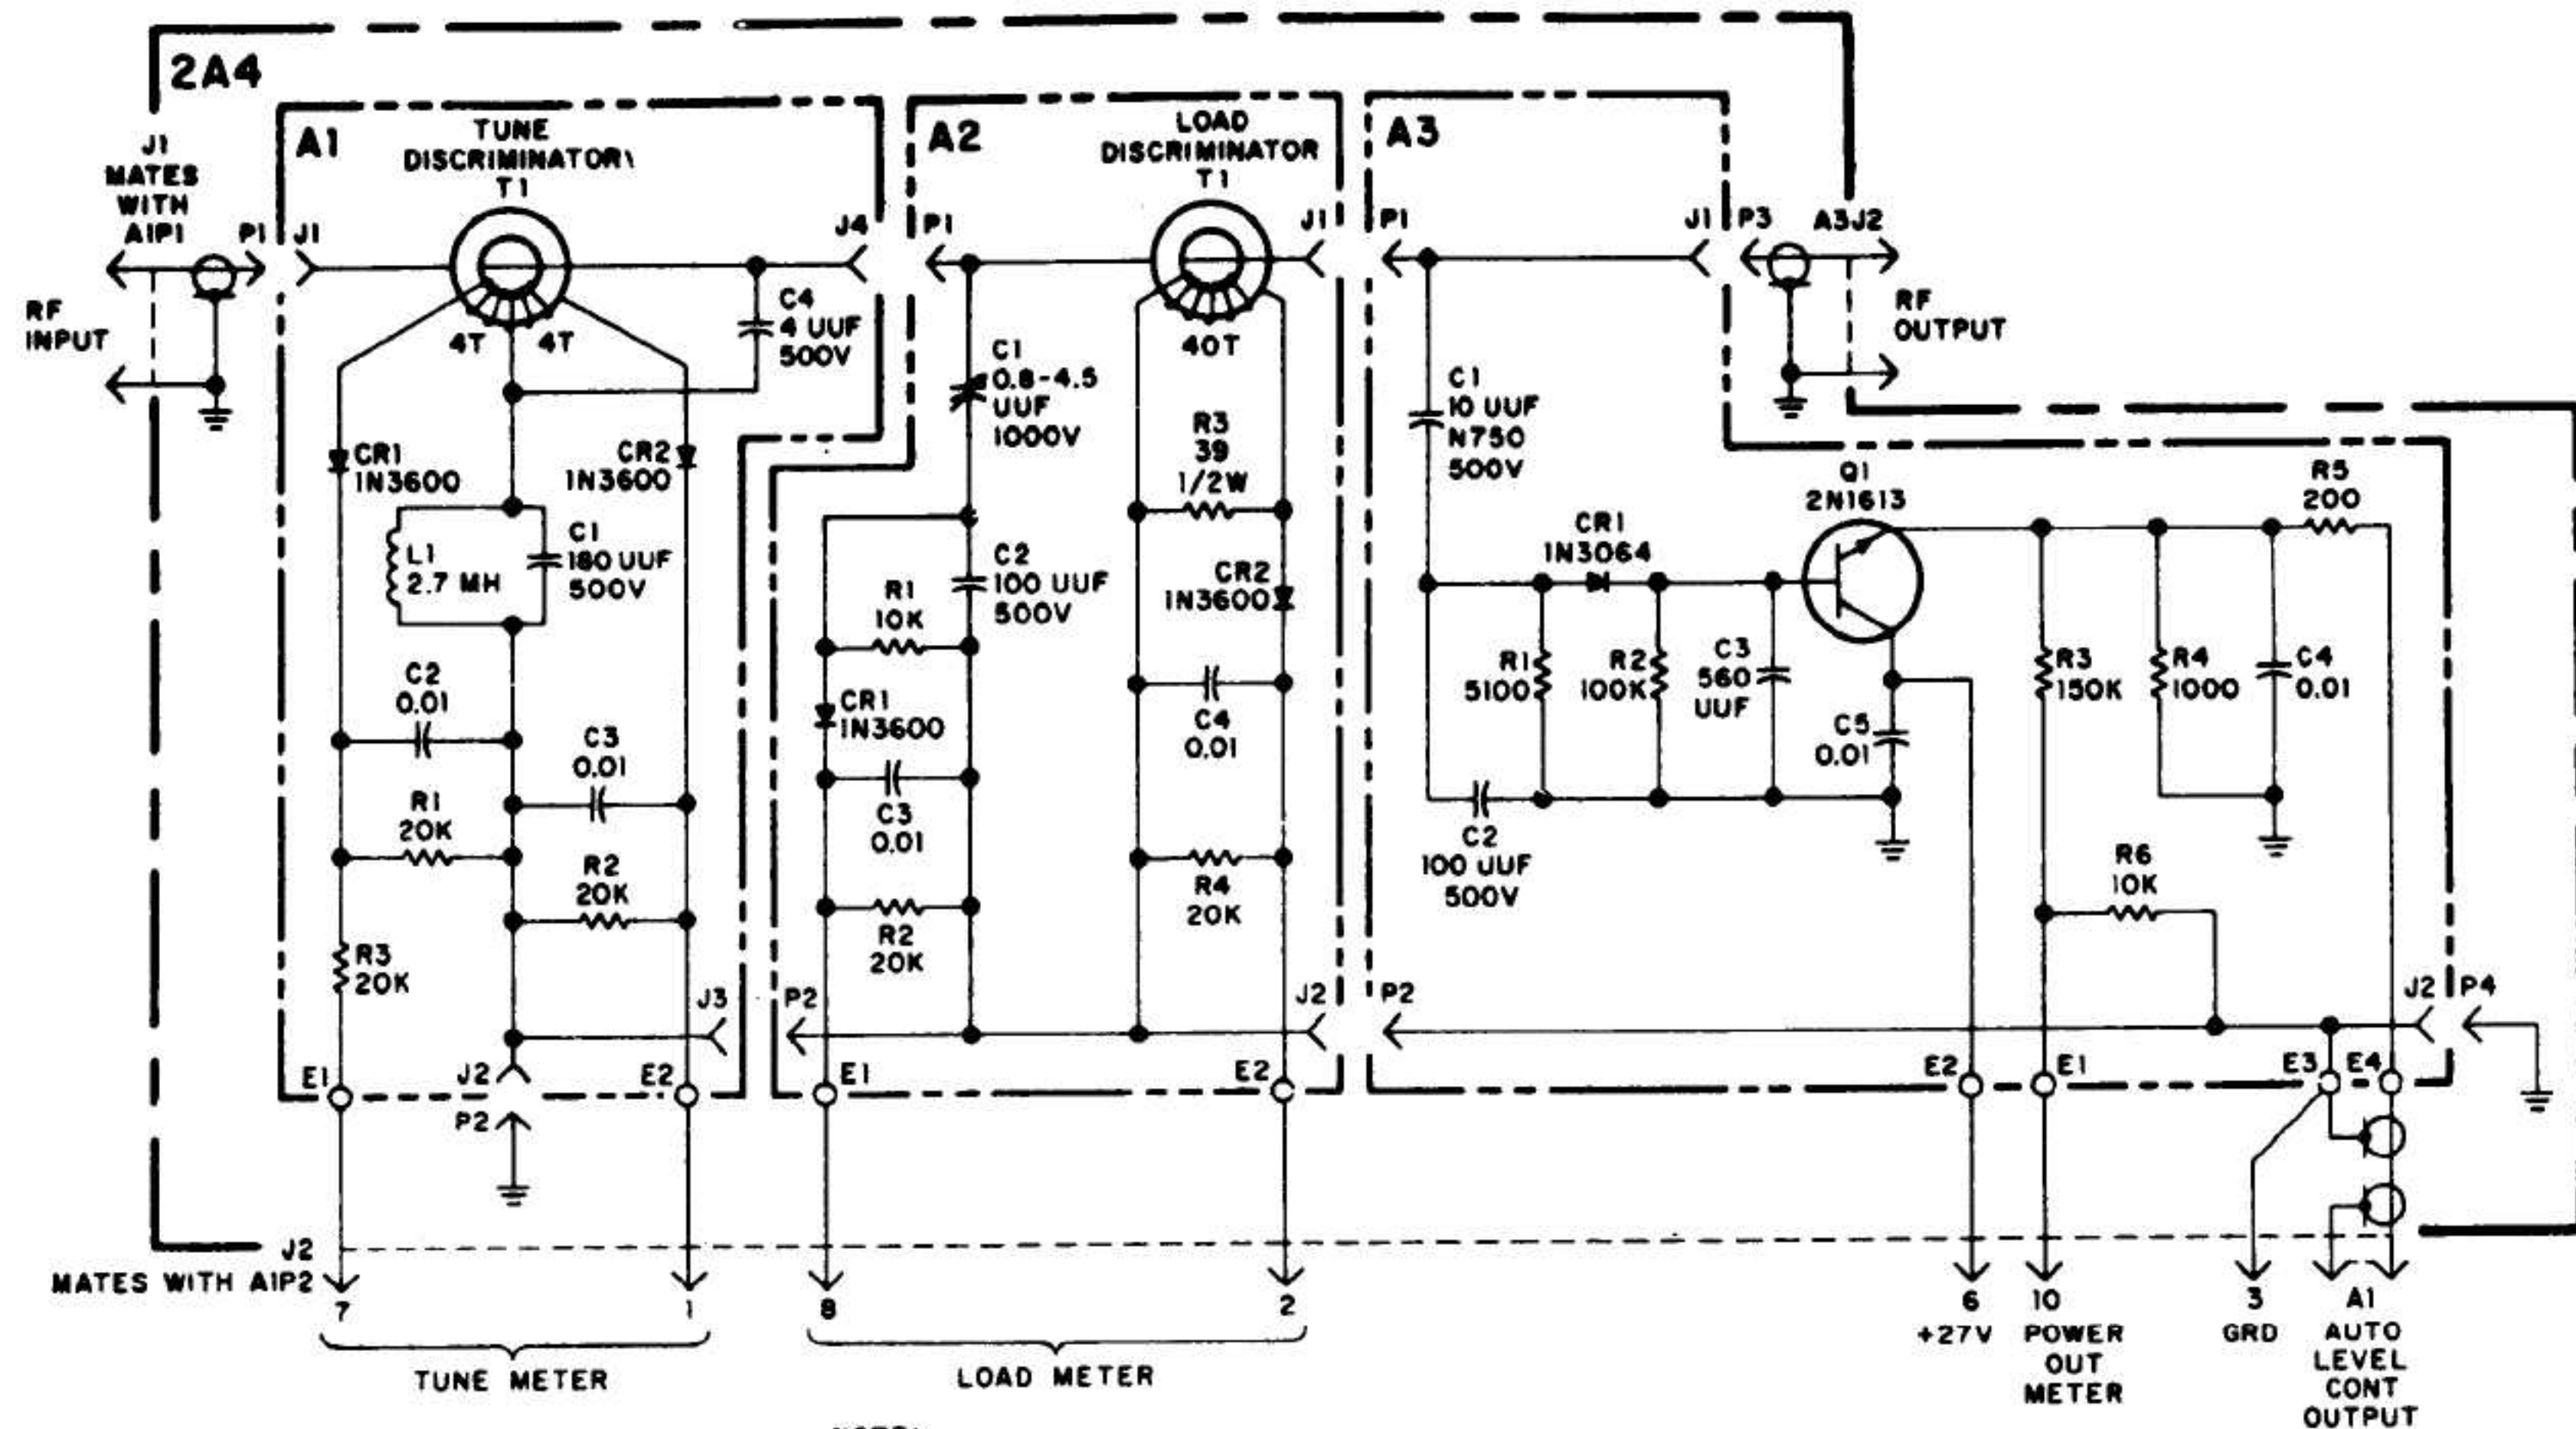 2A4
J1
MATES
WITH
A1P1
P1
J1
RF
INPUT
A1
TUNE
DISCRIMINATOR
T1
4T
4T
J4
C4
4 UUF
500V
CR1
1N3600
CR2
1N3600
L1
2.7 MH
C1
180 UUF
500V
C2
0.01
C3
0.01
R1
20K
R2
20K
R3
20K
J3
E1
J2
E2
P2
A2
LOAD
DISCRIMINATOR
T1
P1
J1
40T
C1
0.8-4.5
UUF
1000V
R3
39
1/2W
C2
100 UUF
500V
R1
10K
CR2
1N3600
CR1
1N3600
C4
0.01
C3
0.01
R4
20K
R2
20K
P2
J2
E1
E2
A3
P1
J1
P3
A3J2
RF
OUTPUT
C1
10 UUF
N750
500V
Q1
2N1613
R5
200
CR1
1N3064
R1
5100
R2
100K
C3
560
UUF
C5
0.01
R3
150K
R4
1000
C4
0.01
C2
100 UUF
500V
R6
10K
P2
J2
P4
E2
E1
E3
E4
J2
MATES WITH A1P2
7
1
8
2
6
10
3
A1
TUNE METER
LOAD METER
+27V
POWER
OUT
METER
GRD
AUTO
LEVEL
CONT
OUTPUT